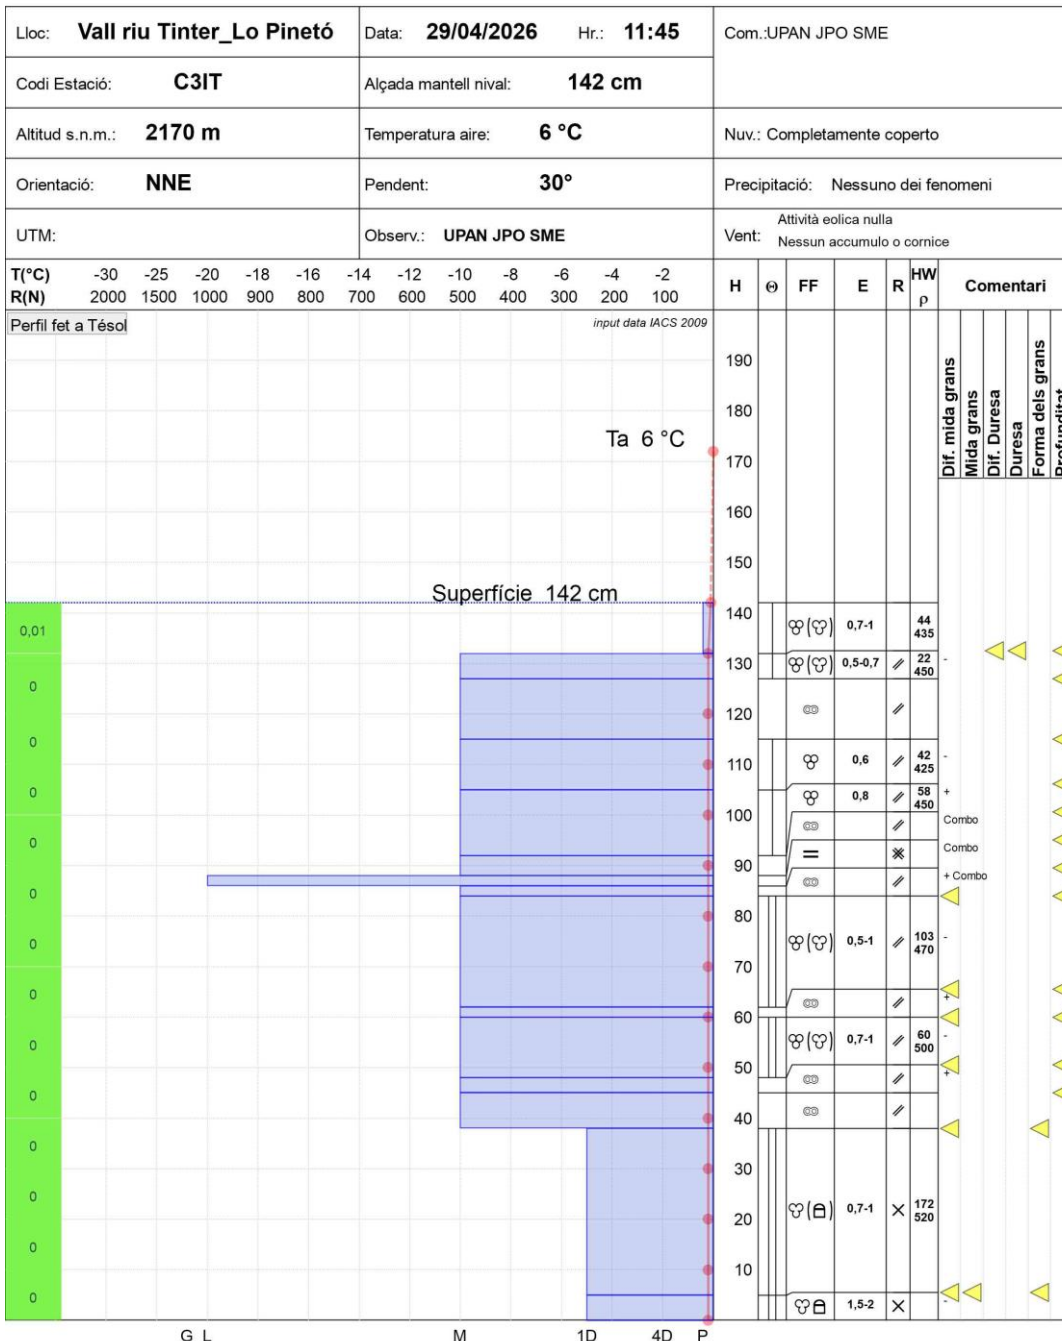 Lloc: Vall riu Tinter_Lo Pinetó Data: 29/04/2026 Hr.: 11:45 Com.:UPAN JPO SME
Codi Estació: C3IT Alçada mantell nival: 142 cm
Altitud s.n.m.: 2170 m Temperatura aire: 6 °C Nuv.: Completamente coperto
Orientació: NNE Pendent: 30° Precipitació: Nessuno dei fenomeni
UTM: Observ.: UPAN JPO SME Vent: Attività eolica nulla
Nessun accumulo o cornice
T(°C) -30 -25 -20 -18 -16 -14 -12 -10 -8 -6 -4 -2
R(N) 2000 1500 1000 900 800 700 600 500 400 300 200 100
H Θ FF E R HW ρ Comentari
Perfil fet a Tésol input data IACS 2009
Dif. mida grans
Mida grans
Dif. Duresa
Duresa
Forma dels grans
Profunditat
190
180
Ta 6 °C
170
160
150
Superfície 142 cm
140
0,01 0,7-1 44
435
130 0,5-0,7 22 -
450
0
120
0
110 0,6 42 -
425
0 0,8 58 +
450
100
Combo
0 Combo
90
+ Combo
0
80
0 0,5-1 103 -
470
70
0
+
60
0 0,7-1 60 -
500
50
+
0
40
0
30
0
20 0,7-1 172
520
0
10
0 1,5-2 -
G L M 1D 4D P